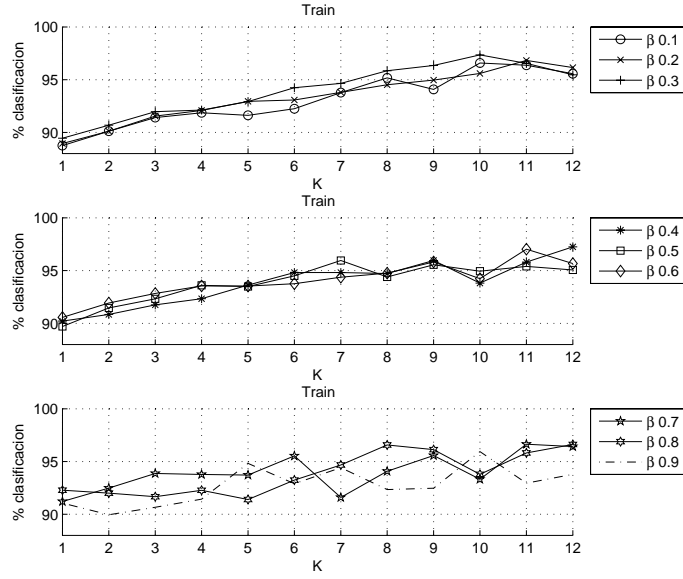 Train
100
95
90
% clasificacion
1 2 3 4 5 6 7 8 9 10 11 12
K
β 0.1
β 0.2
β 0.3
Train
100
95
90
% clasificacion
1 2 3 4 5 6 7 8 9 10 11 12
K
β 0.4
β 0.5
β 0.6
Train
100
95
90
% clasificacion
1 2 3 4 5 6 7 8 9 10 11 12
K
β 0.7
β 0.8
β 0.9